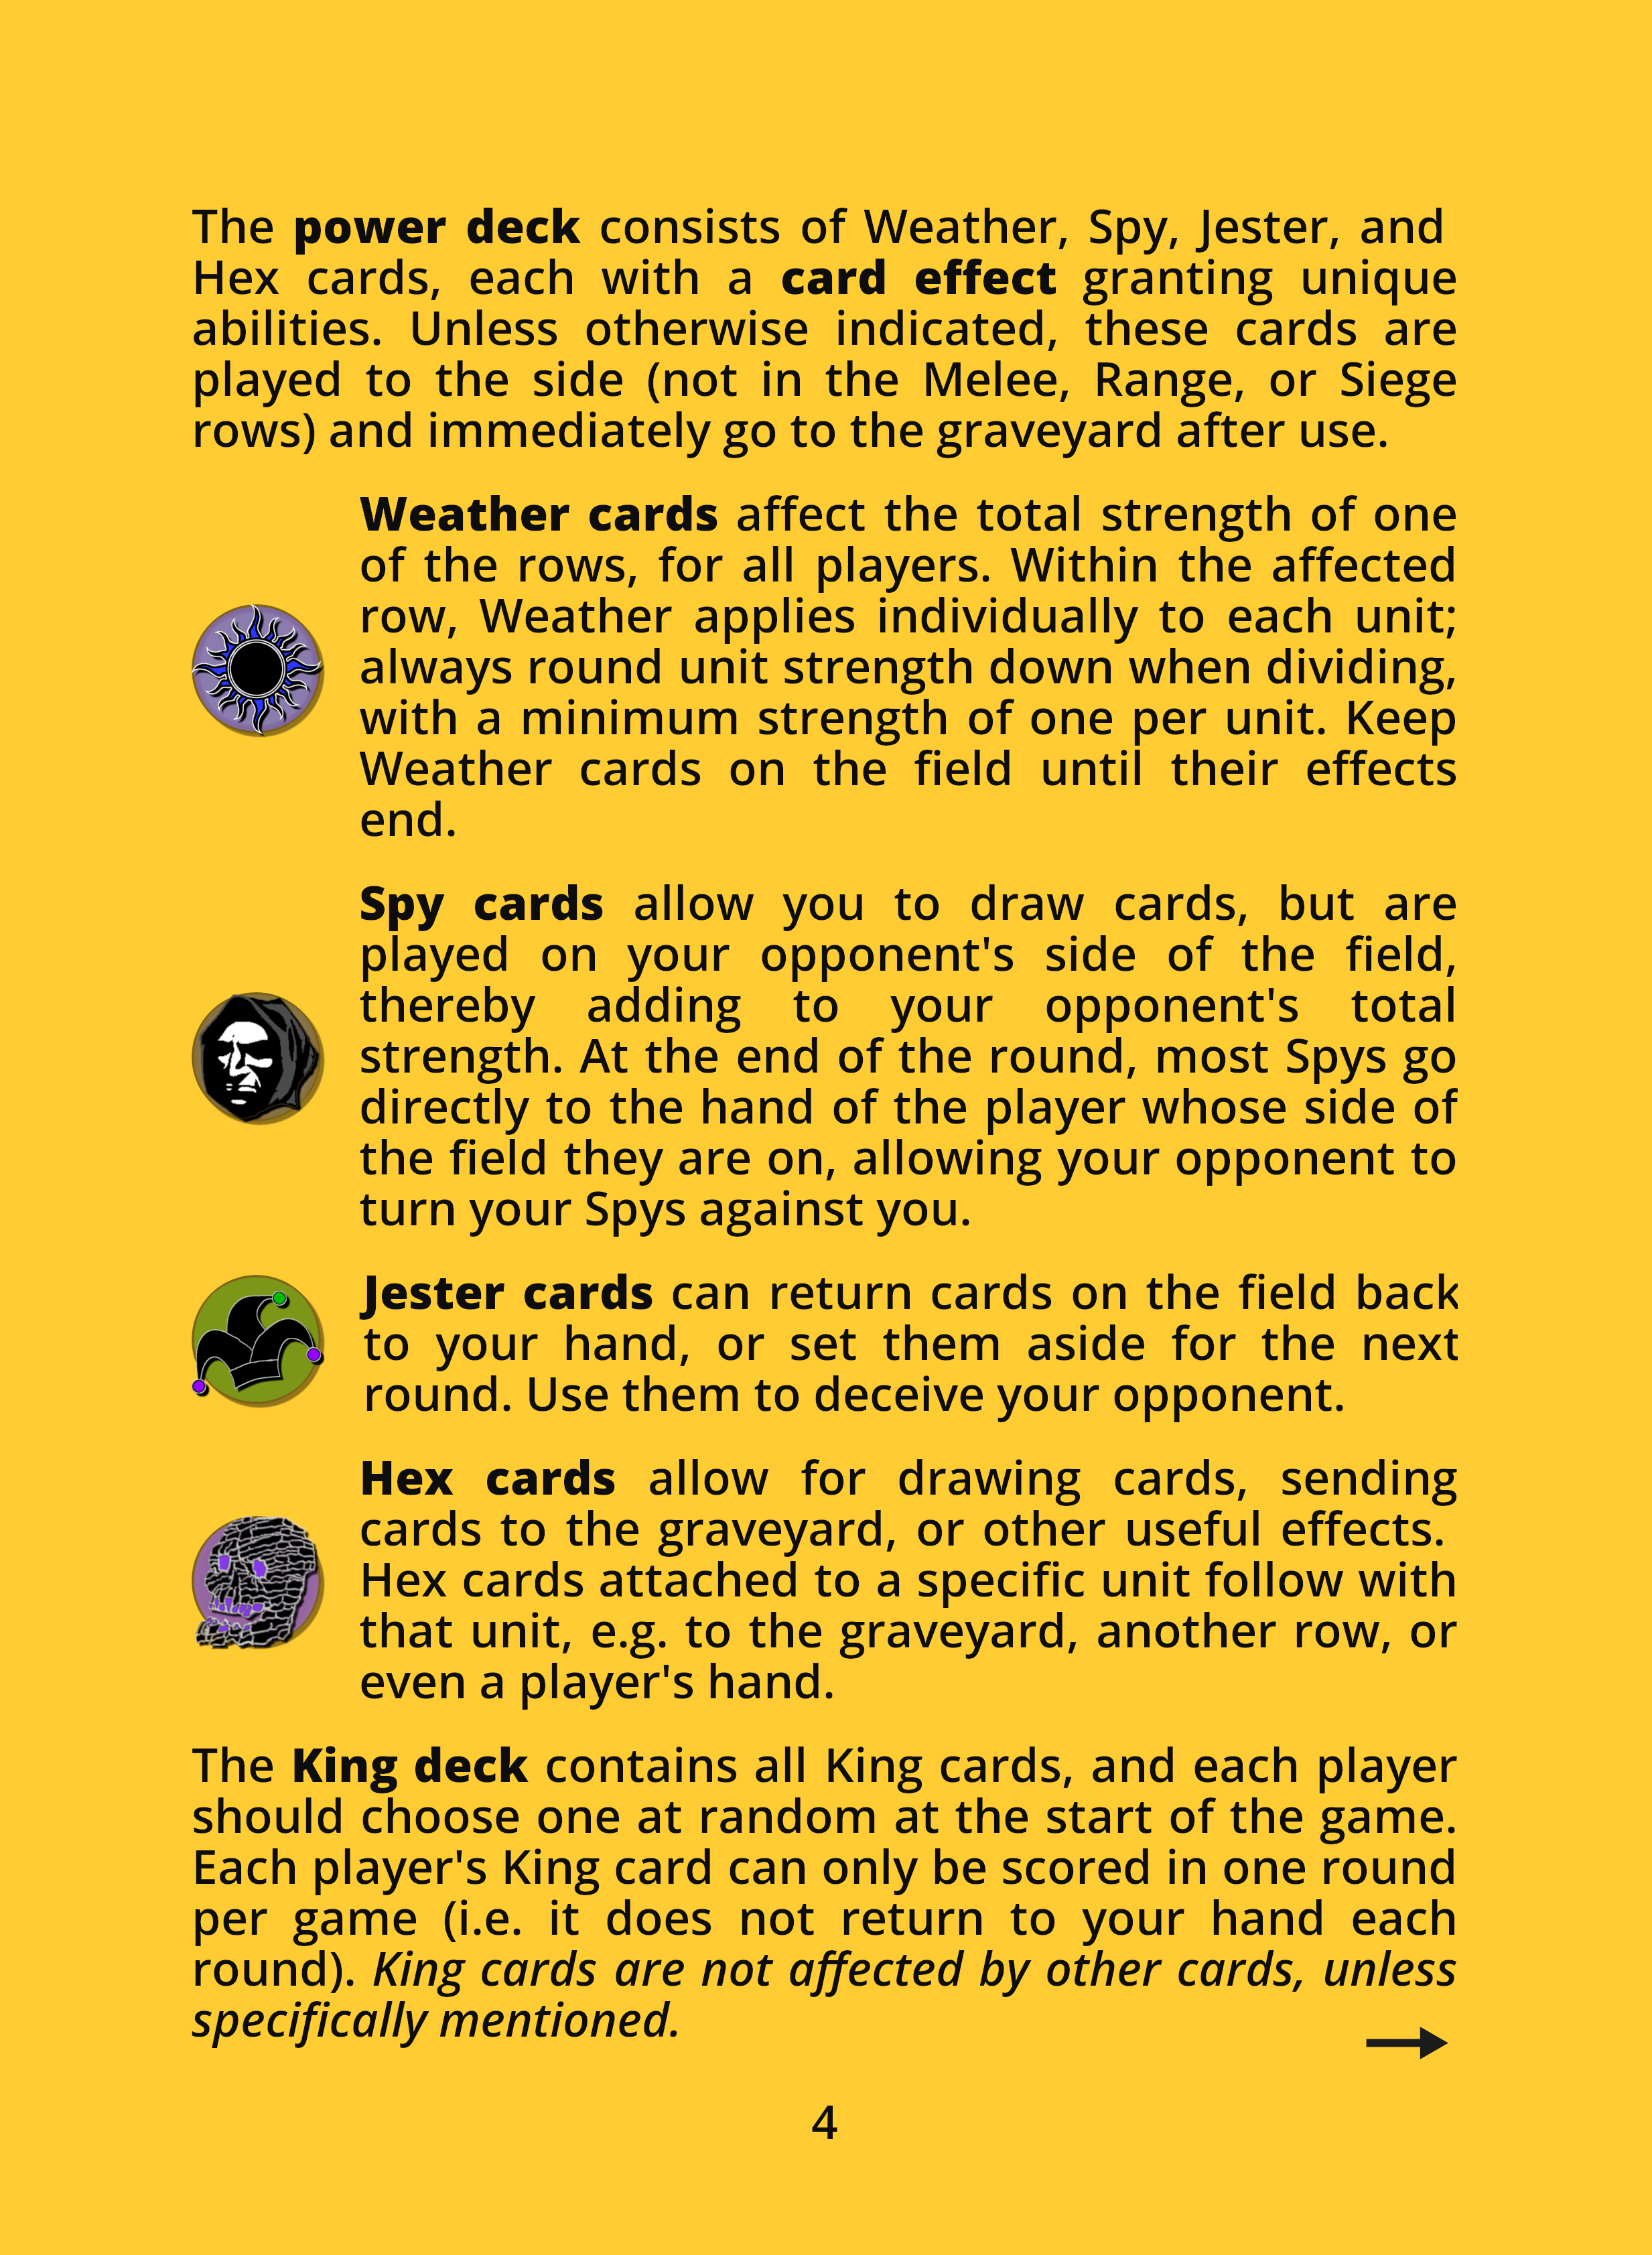 The power deck consists of Weather, Spy, Jester, and
Hex cards, each with a card effect granting unique
abilities. Unless otherwise indicated, these cards are
played to the side (not in the Melee, Range, or Siege
rows) and immediately go to the graveyard after use.
Weather cards affect the total strength of one
of the rows, for all players. Within the affected
row, Weather applies individually to each unit;
always round unit strength down when dividing,
with a minimum strength of one per unit. Keep
Weather cards on the field until their effects
end.
Spy cards allow you to draw cards, but are
played on your opponent's side of the field,
thereby adding to your opponent's total
strength. At the end of the round, most Spys go
directly to the hand of the player whose side of
the field they are on, allowing your opponent to
turn your Spys against you.
Jester cards can return cards on the field back
to your hand, or set them aside for the next
round. Use them to deceive your opponent.
Hex cards allow for drawing cards, sending
cards to the graveyard, or other useful effects.
Hex cards attached to a specific unit follow with
that unit, e.g. to the graveyard, another row, or
even a player's hand.
The King deck contains all King cards, and each player
should choose one at random at the start of the game.
Each player's King card can only be scored in one round
per game (i.e. it does not return to your hand each
round). King cards are not affected by other cards, unless
specifically mentioned.
4